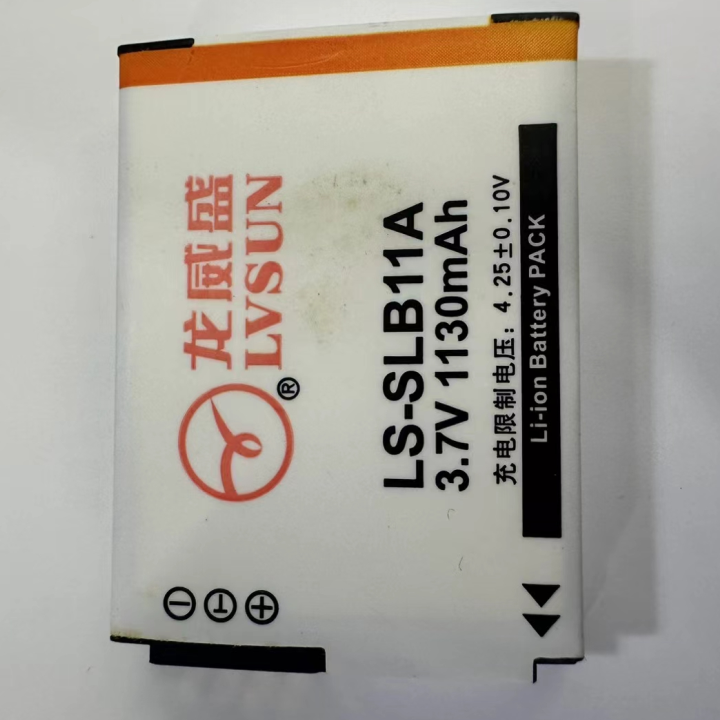 龙威盛
LVSUN
®
LS-SLB11A
3.7V 1130mAh
充电限制电压: 4.25±0.10V
Li-ion Battery PACK
- T +